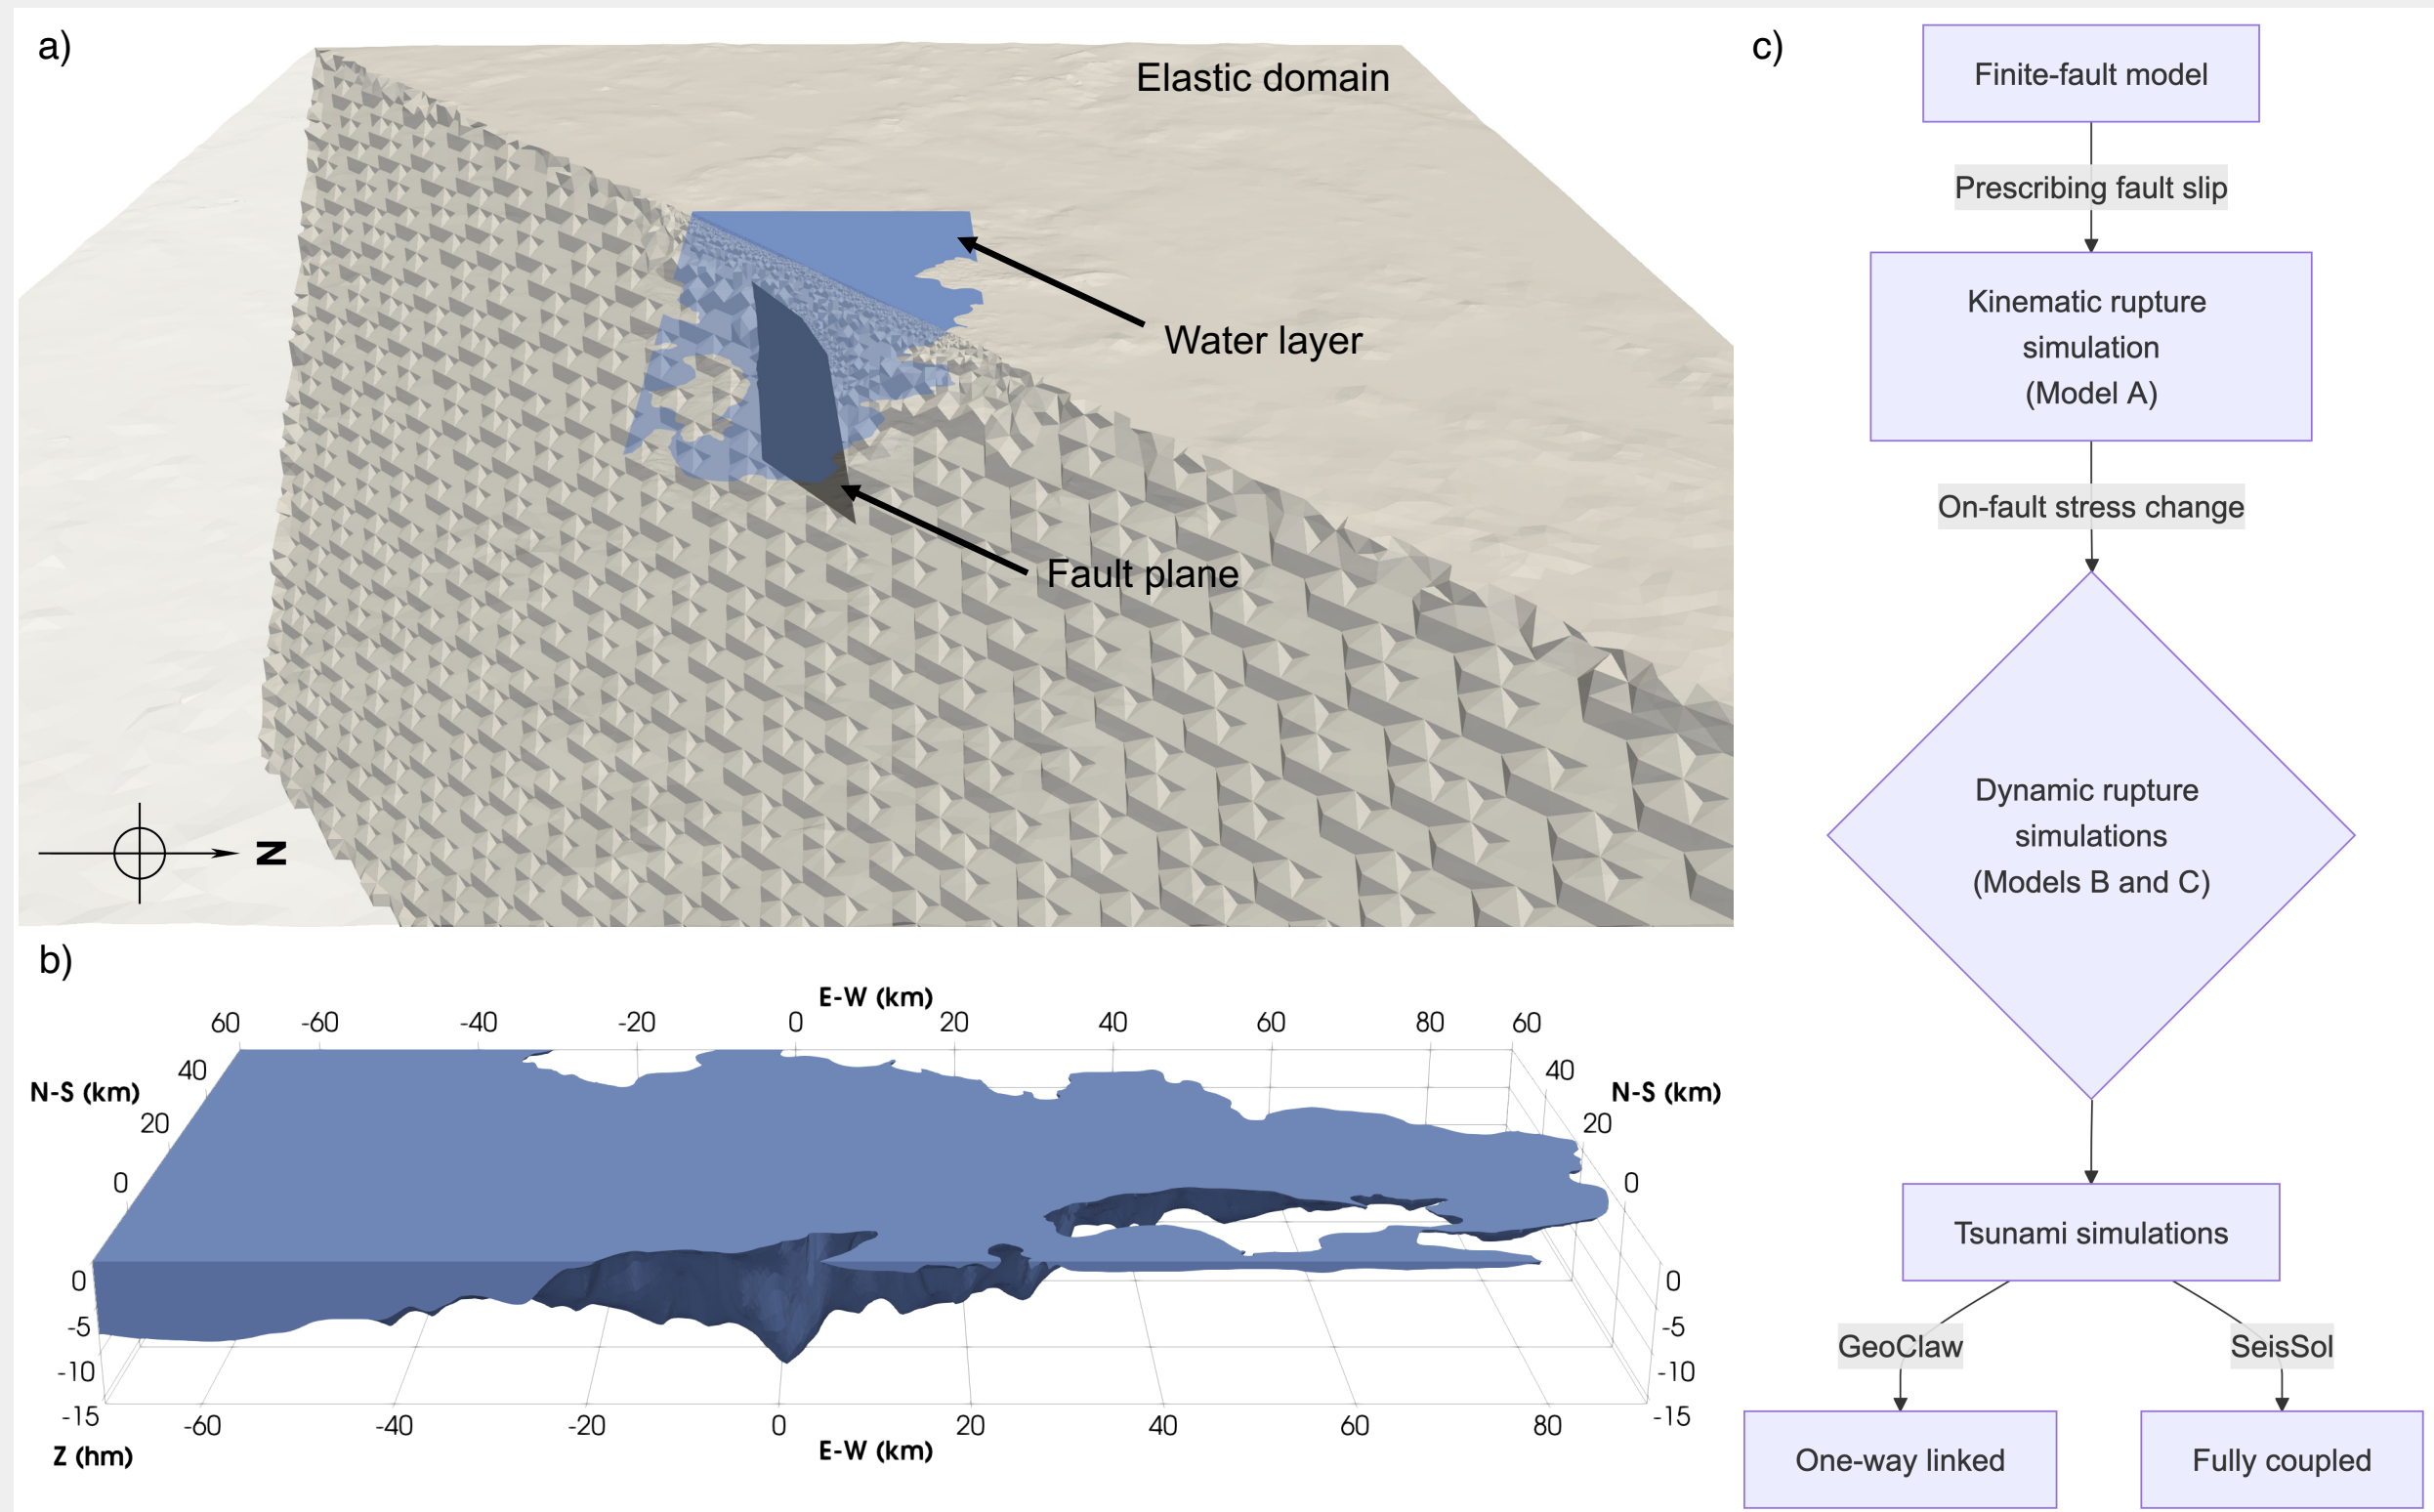 a)
Elastic domain
Water layer
Fault plane
N
b)
E-W (km)
60 -60 -40 -20 0 20 40 60 80 60
40 40
N-S (km) N-S (km)
20 20
0 0
0 0
-5 -5
-10 -10
-15 -15
-60 -40 -20 0 20 40 60 80
Z (hm) E-W (km)
c)
Finite-fault model
Prescribing fault slip
Kinematic rupture
simulation
(Model A)
On-fault stress change
Dynamic rupture
simulations
(Models B and C)
Tsunami simulations
GeoClaw SeisSol
One-way linked Fully coupled